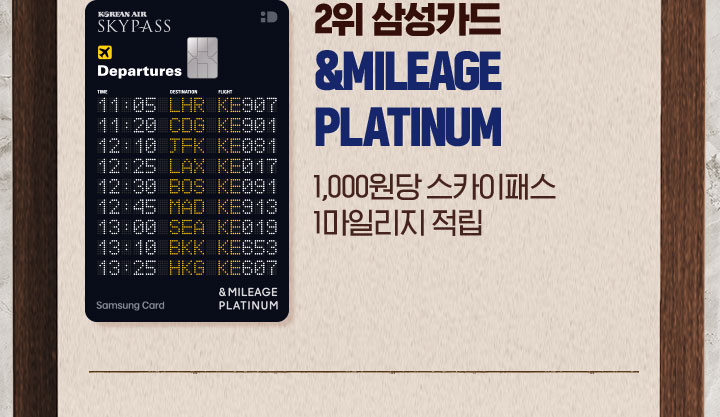 KOREAN AIR
SKYPASS
Departures
TIME DESTINATION FLIGHT
11:05 LHR KE907
11:20 CDG KE901
12:10 JFK KE081
12:25 LAX KE017
12:30 BOS KE091
12:45 MAD KE913
13:00 SEA KE019
13:10 BKK KE653
13:25 HKG KE607
Samsung Card
&MILEAGE
PLATINUM
2위 삼성카드
&MILEAGE
PLATINUM
1,000원당 스카이패스
1마일리지 적립